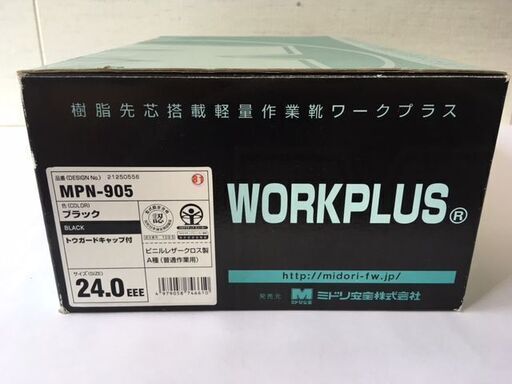 樹脂先芯搭載軽量作業靴ワークプラス
品番(DESIGN No.) 21250556
MPN-905
色(COLOR)
ブラック
BLACK
トウガードキャップ付
サイズ(SIZE)
24.0 EEE
ビニルレザークロス製
A種(普通作業用)
4979058746610
WORKPLUS®
http://midori-fw.jp/
発売元 ミドリ安全株式会社